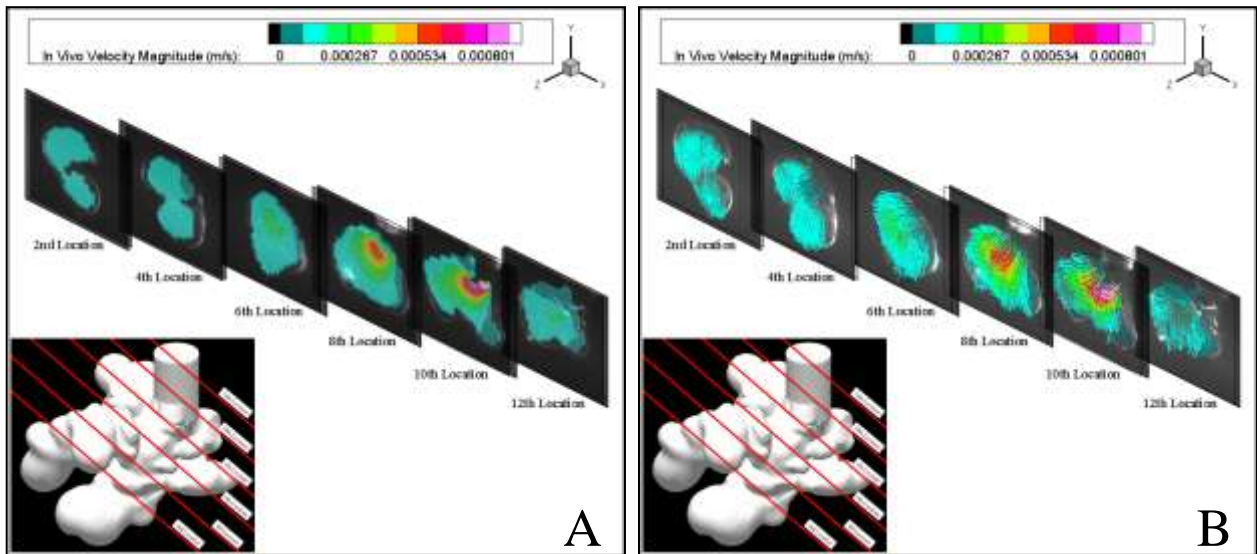 In Vivo Velocity Magnitude (m/s): 0 0.000267 0.000534 0.000801
Y
Z
X
2nd Location
4th Location
6th Location
8th Location
10th Location
12th Location
A
In Vivo Velocity Magnitude (m/s): 0 0.000267 0.000534 0.000801
Y
Z
X
2nd Location
4th Location
6th Location
8th Location
10th Location
12th Location
B